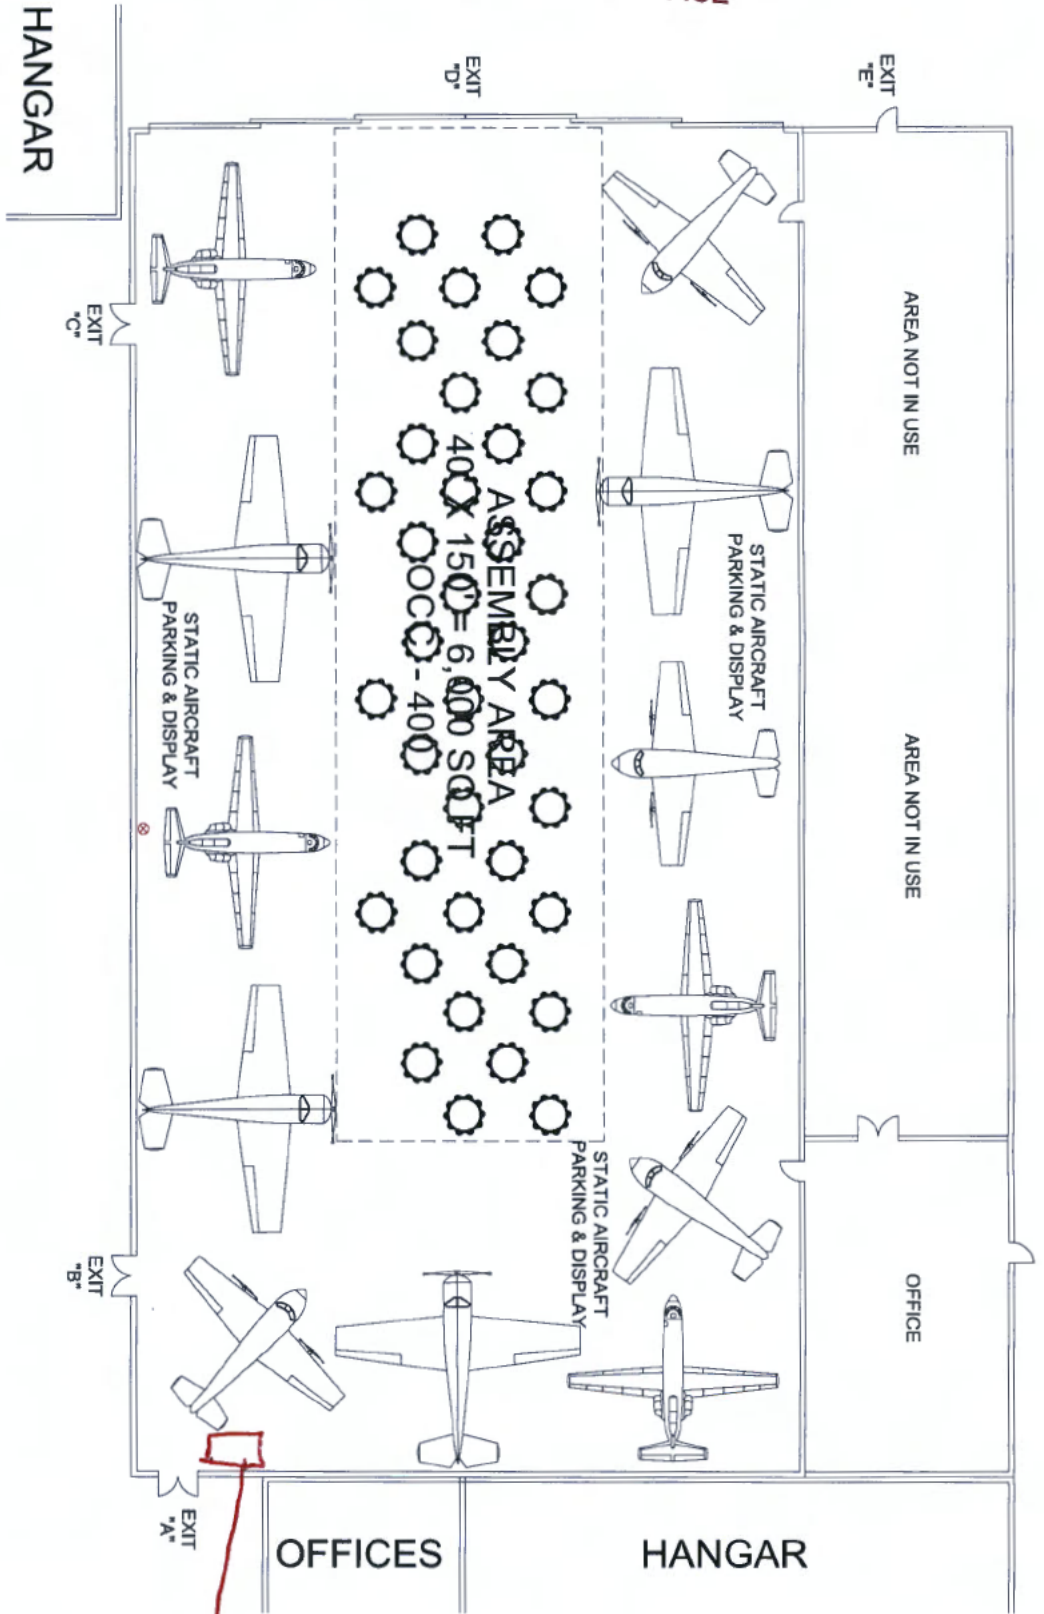 HANGAR
EXIT
"D"
EXIT
"E"
EXIT
"C"
AREA NOT IN USE
ASSEMBLY AREA
40' X 150' = 6,000 SQ FT
OCC - 400
STATIC AIRCRAFT
PARKING & DISPLAY
STATIC AIRCRAFT
PARKING & DISPLAY
AREA NOT IN USE
STATIC AIRCRAFT
PARKING & DISPLAY
EXIT
"B"
OFFICE
EXIT
"A"
OFFICES
HANGAR